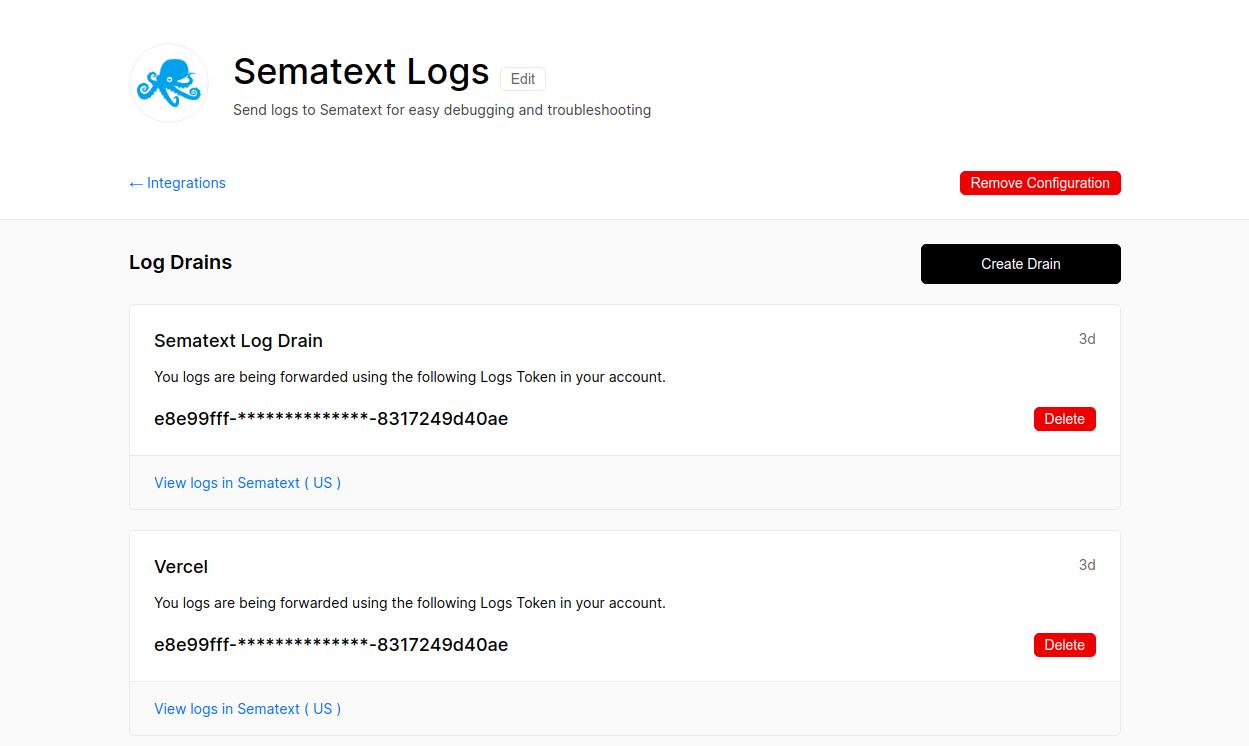 Sematext Logs Edit
Send logs to Sematext for easy debugging and troubleshooting
← Integrations
Remove Configuration
Log Drains
Create Drain
Sematext Log Drain
3d
You logs are being forwarded using the following Logs Token in your account.
e8e99fff-**************-8317249d40ae
Delete
View logs in Sematext ( US )
Vercel
3d
You logs are being forwarded using the following Logs Token in your account.
e8e99fff-**************-8317249d40ae
Delete
View logs in Sematext ( US )